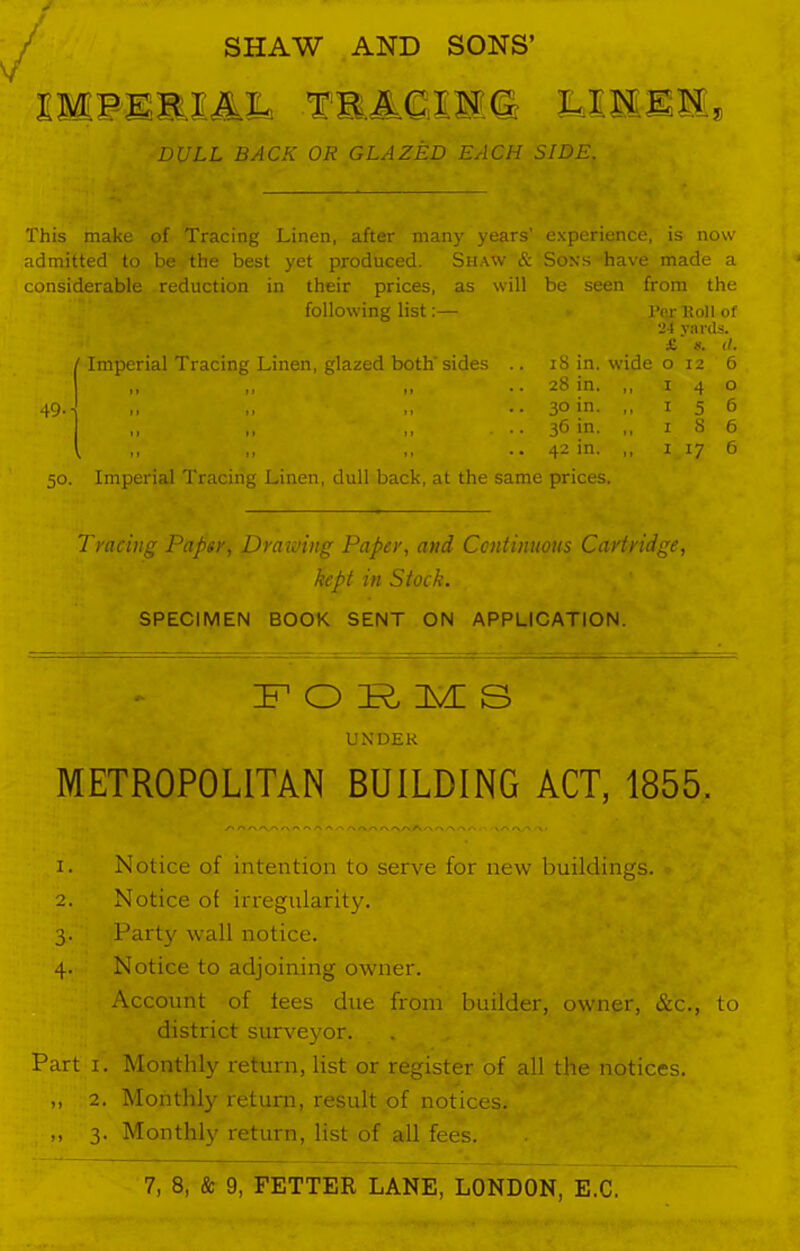 SHAW AND SONS'
IMPERIAL TRACING LINEN,
DULL BACK OR GLAZED EACH SIDE.
This make of Tracing Linen, after many years' experience, is now
admitted to be the best yet produced. SHAW & SONS have made a
considerable reduction in their prices, as will be seen from the
following list:— Per Roll of
24 yards.
£ s. d.
Imperial Tracing Linen, glazed both sides .. 18 in. wide 0 12 6
,, ,, ,, .. 28 in. ,, 1 4 0
49. ,, ,, ,, .. 30 in. ,, 1 5 6
,, ,, ,, .. 36 in. ,, 1 8 6
,, ,, ,, .. 42 in. ,, 1 17 6
50. Imperial Tracing Linen, dull back, at the same prices.
Tracing Paper, Drawing Paper, and Continuous Cartridge,
kept in Stock.
SPECIMEN BOOK SENT ON APPLICATION.
FORMS
UNDER
METROPOLITAN BUILDING ACT, 1855.
1. Notice of intention to serve for new buildings.
2. Notice of irregularity.
3. Party wall notice.
4. Notice to adjoining owner.
Account of fees due from builder, owner, &c., to
district surveyor.
Part 1. Monthly return, list or register of all the notices.
,, 2. Monthly return, result of notices.
,, 3. Monthly return, list of all fees.
7, 8, & 9, FETTER LANE, LONDON, E.C.